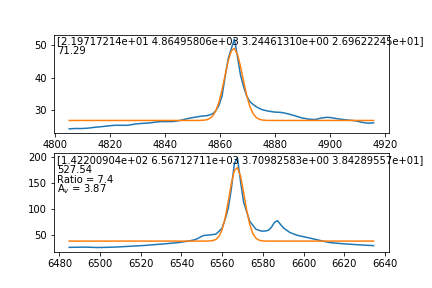 [2.19717214e+01 4.86495806e+03 3.24461310e+00 2.69622245e+01]
71.29
50
40
30
4800 4820 4840 4860 4880 4900 4920
[1.42200904e+02 6.56712711e+03 3.70982583e+00 3.84289557e+01]
527.54
Ratio = 7.4
Aᵥ = 3.87
200
150
100
50
6480 6500 6520 6540 6560 6580 6600 6620 6640